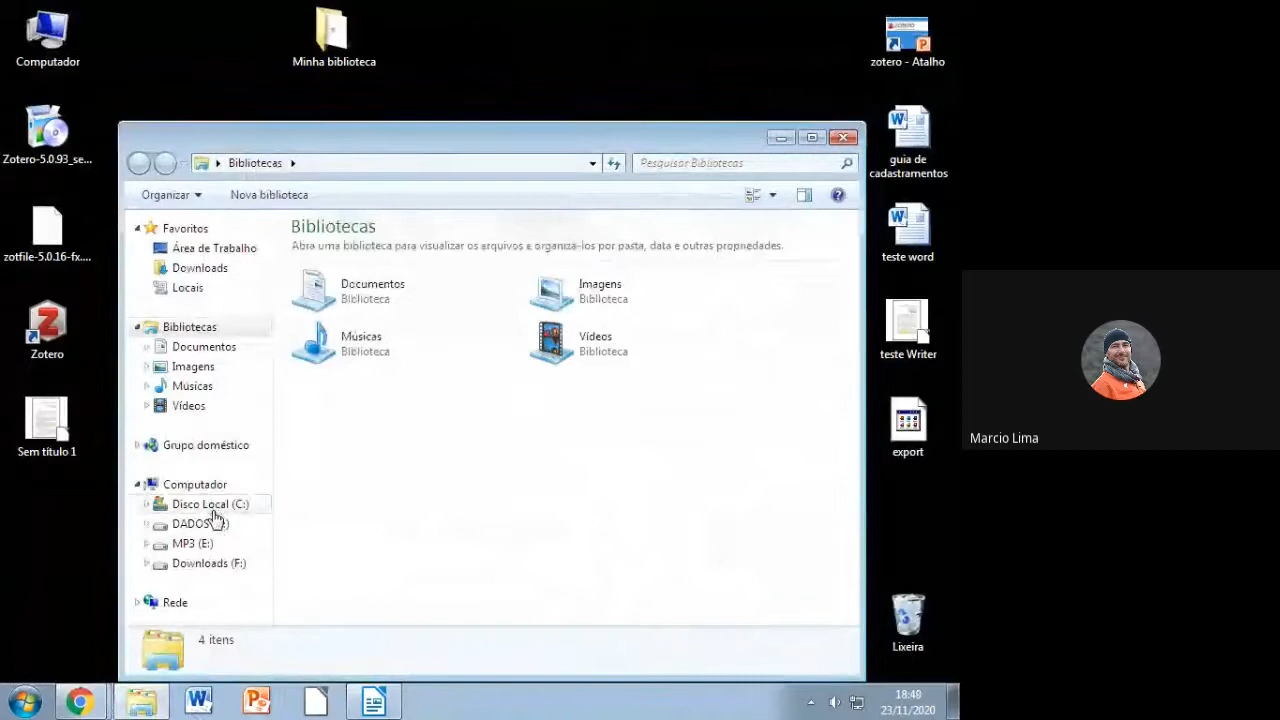 Computador
Minha biblioteca
zotero - Atalho
Zotero-5.0.93_se...
guia de
cadastramentos
zotfile-5.0.16-fx....
teste word
Zotero
teste Writer
Sem título 1
export
Lixeira
Bibliotecas
Pesquisar Bibliotecas
Organizar
Nova biblioteca
Favoritos
Área de Trabalho
Downloads
Locais
Bibliotecas
Documentos
Imagens
Músicas
Vídeos
Grupo doméstico
Computador
Disco Local (C:)
DADOS
MP3 (E:)
Downloads (F:)
Rede
Bibliotecas
Abra uma biblioteca para visualizar os arquivos e organizá-los por pasta, data e outras propriedades.
Documentos
Biblioteca
Imagens
Biblioteca
Músicas
Biblioteca
Vídeos
Biblioteca
4 itens
Marcio Lima
18:49
23/11/2020